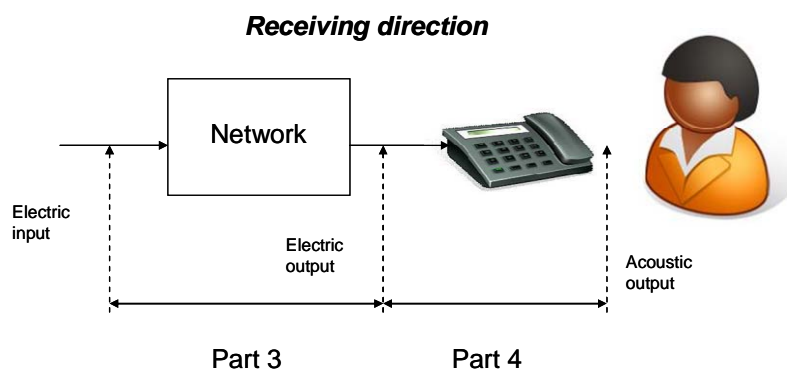 Receiving direction
Network
Electric
input
Electric
output
Acoustic
output
Part 3
Part 4